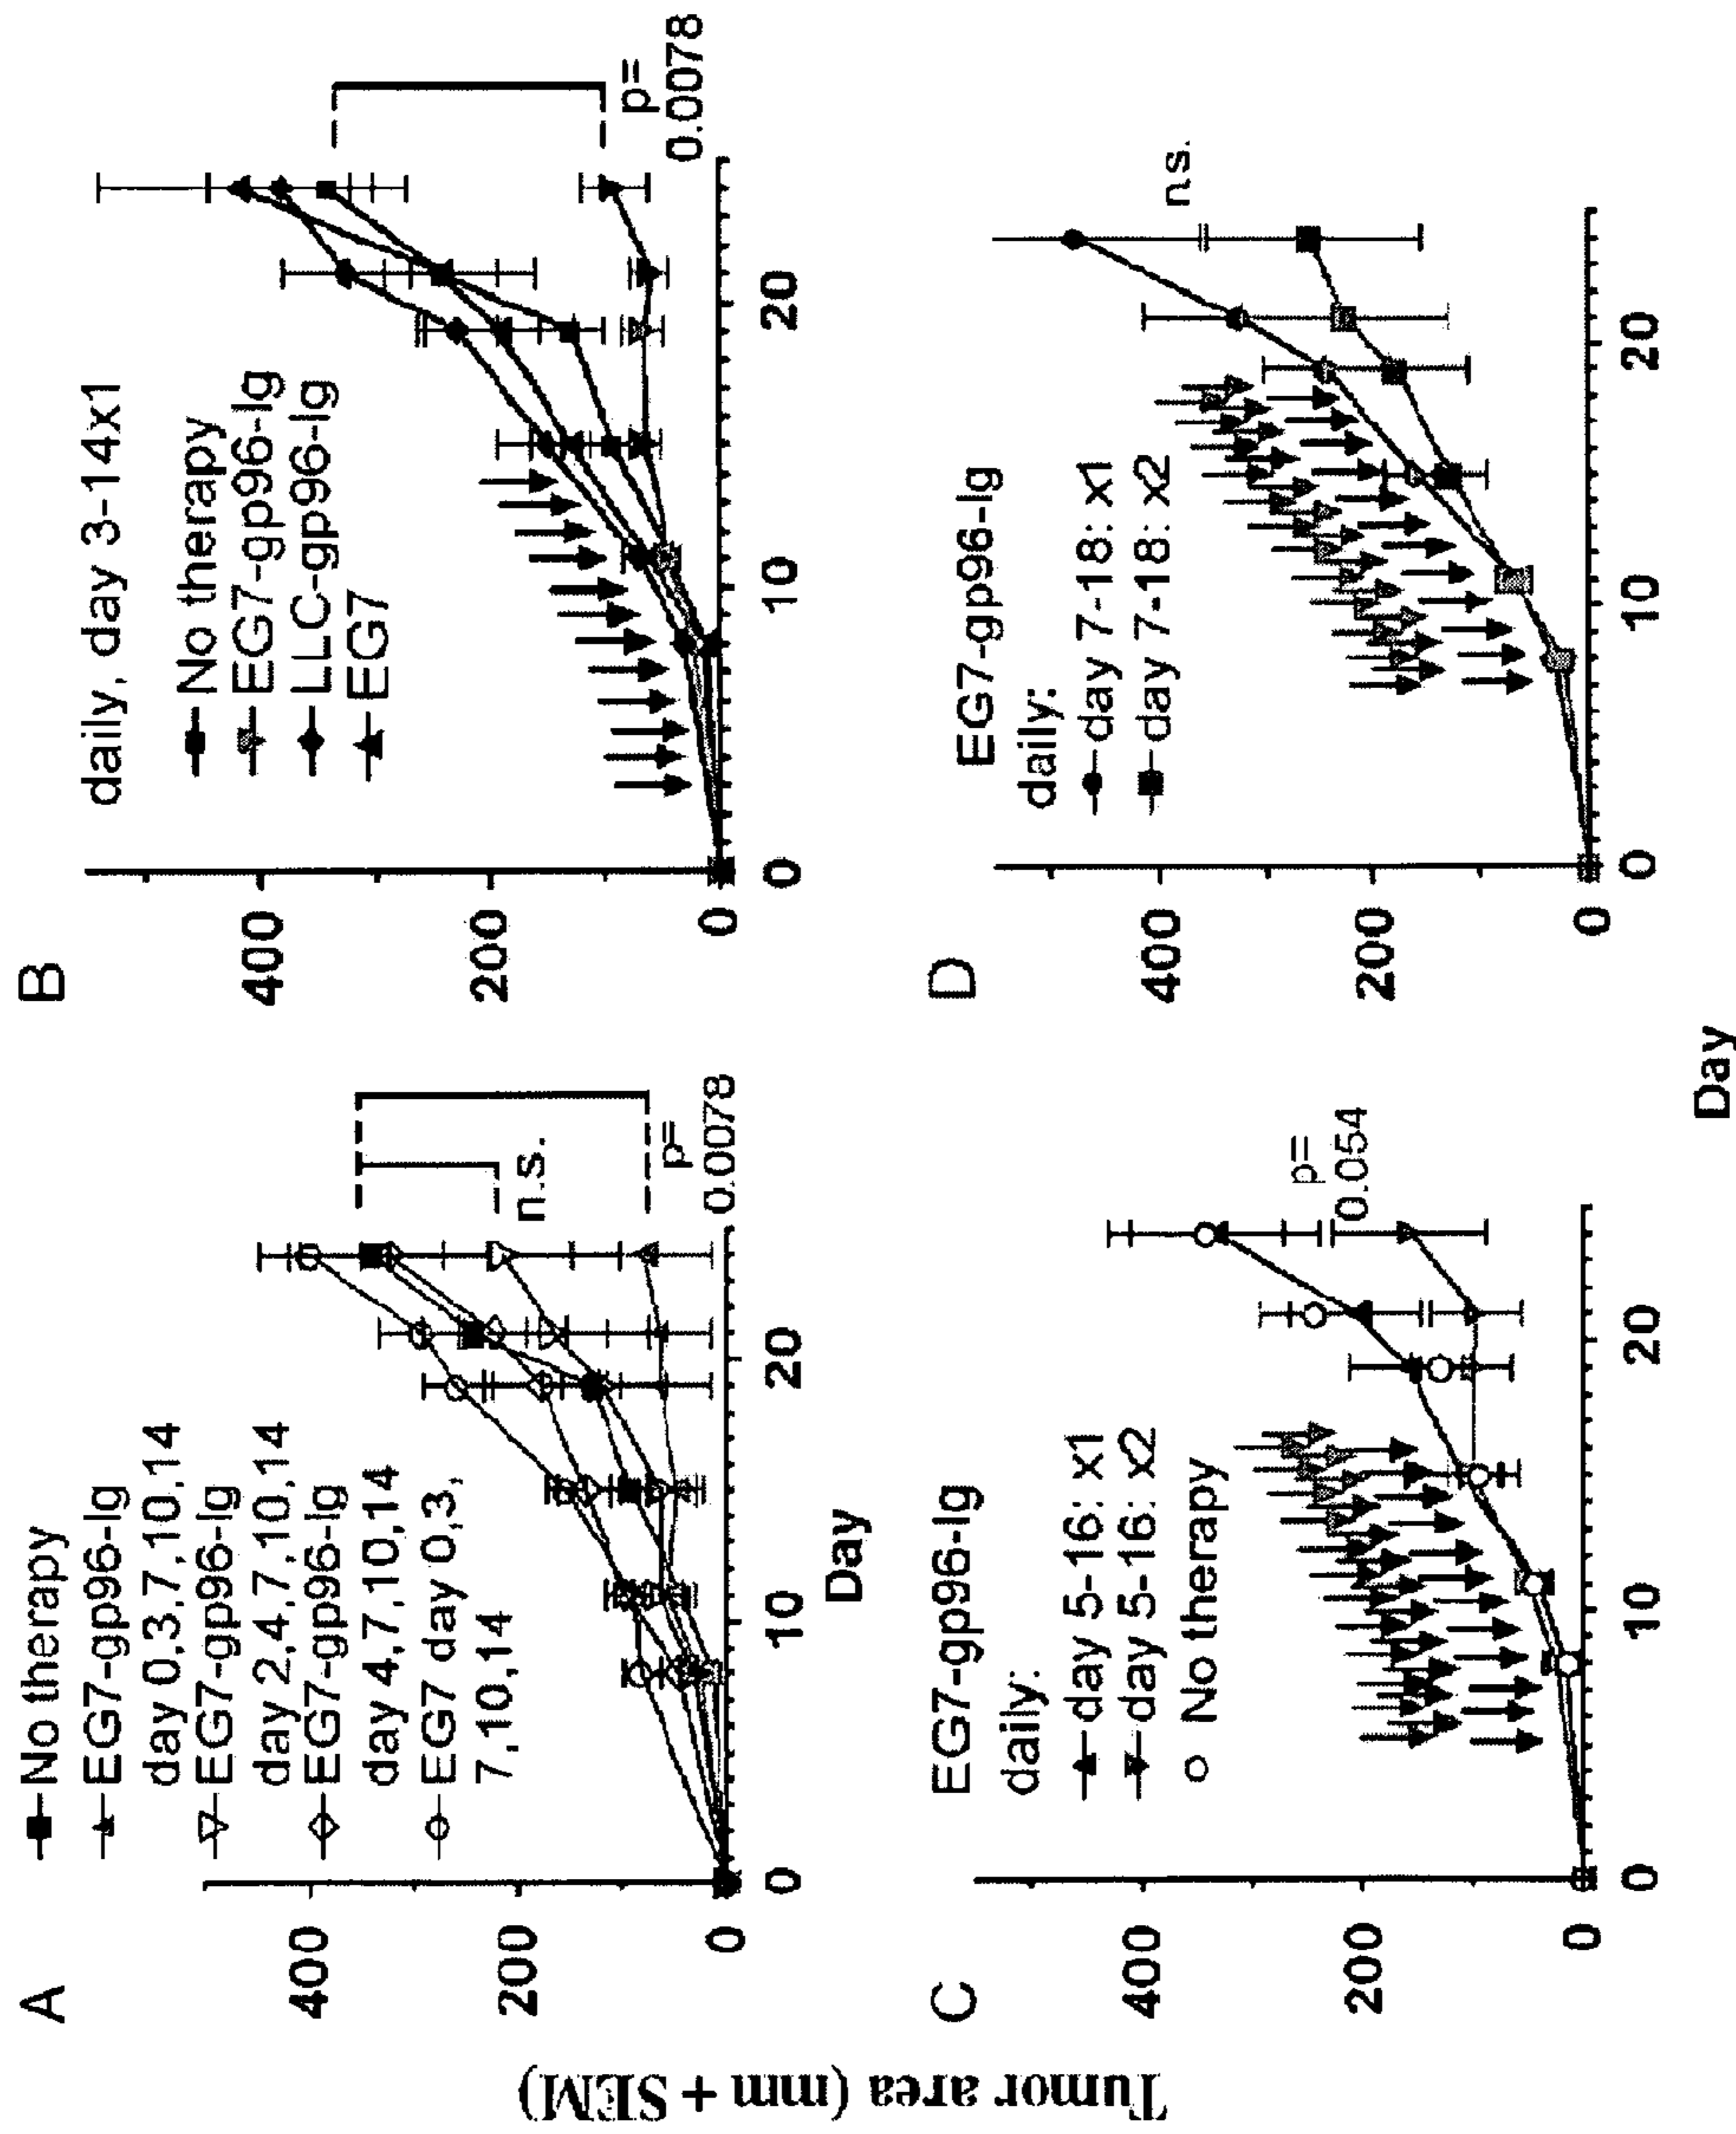 Tumor area (mm + SEM)
A
No therapy
EG7-gp96-Ig
day 0,3,7,10,14
EG7-gp96-Ig
day 2,4,7,10,14
EG7-gp96-Ig
day 4,7,10,14
EG7 day 0,3,
7,10,14
400
200
0
0
10
20
Day
n.s.
p=
0.0078
B
daily, day 3-14x1
No therapy
EG7-gp96-Ig
LLC-gp96-Ig
EG7
400
200
0
0
10
20
p=
0.0078
C
EG7-gp96-Ig
daily:
day 5-16: x1
day 5-16: x2
No therapy
400
200
0
0
10
20
p=
0.054
D
EG7-gp96-Ig
daily:
day 7-18: x1
day 7-18: x2
400
200
0
0
10
20
n.s.
Day